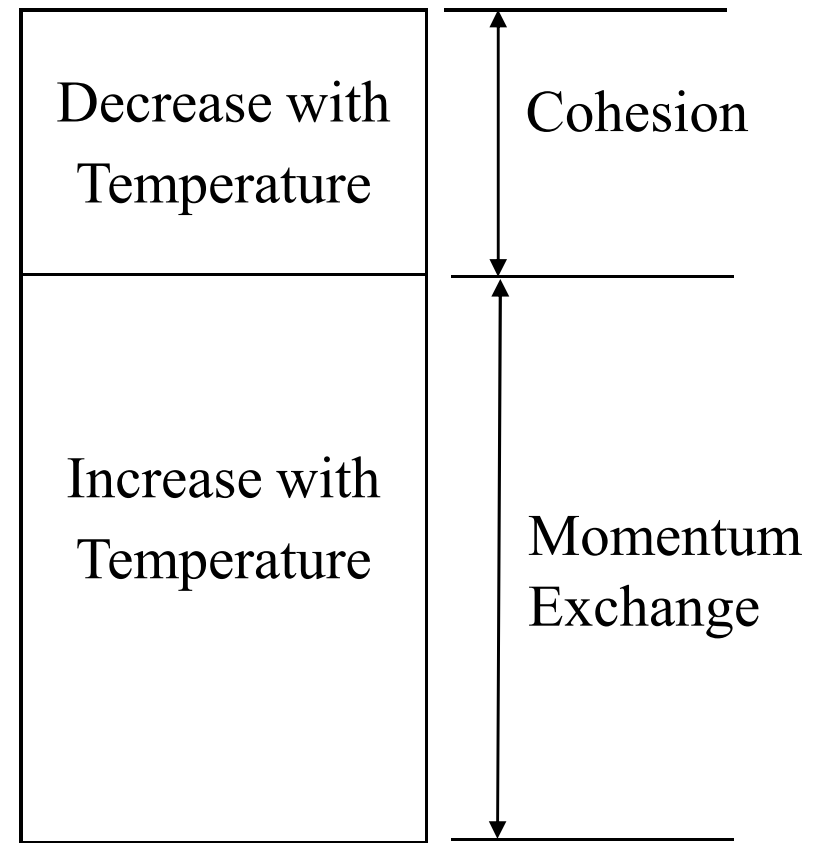 Decrease with
Temperature
Cohesion
Increase with
Temperature
Momentum
Exchange